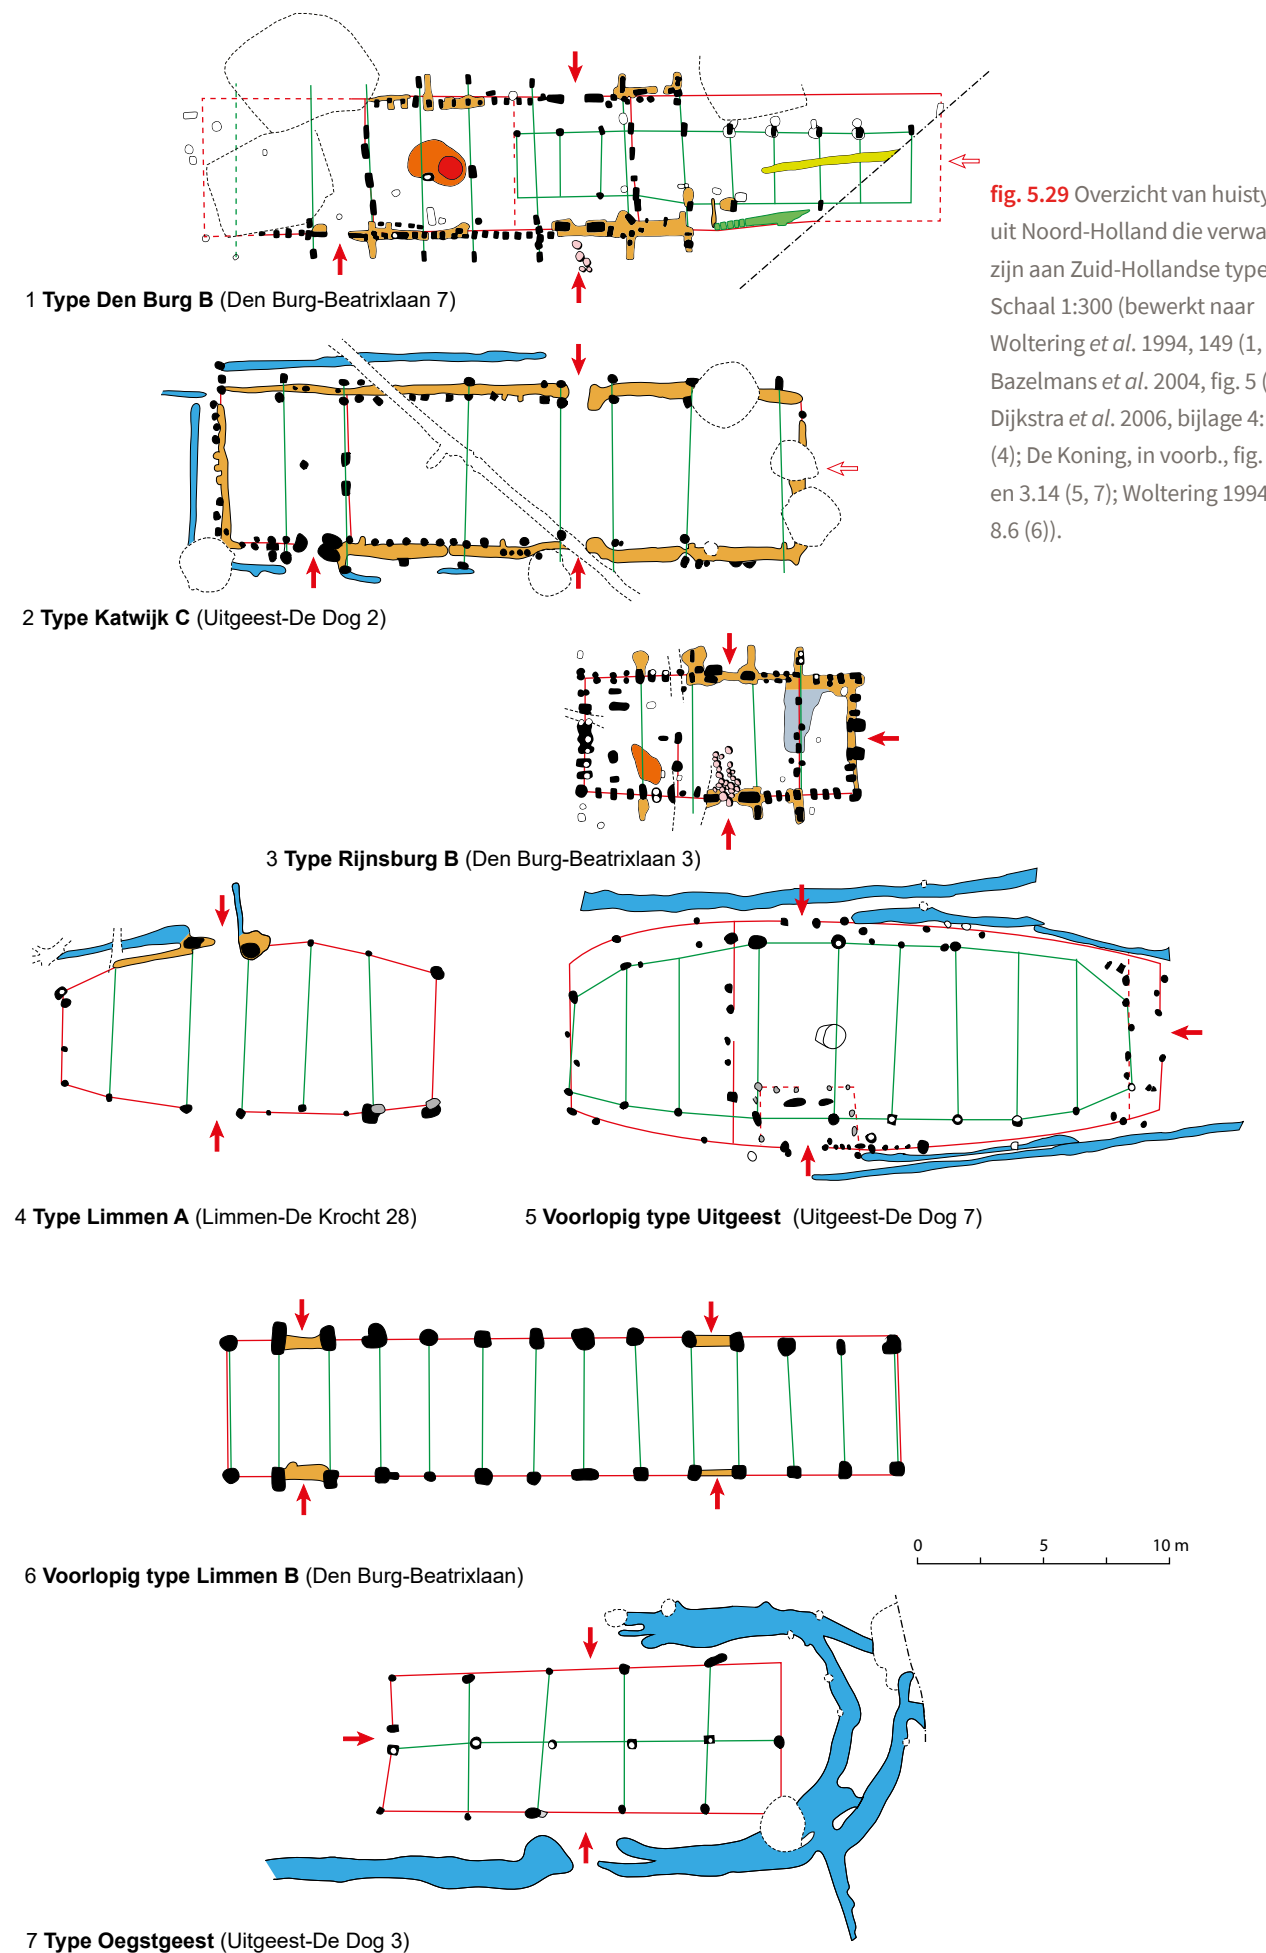 fig. 5.29 Overzicht van
uit Noord-Holland die
zijn aan Zuid-Hollandse
Schaal 1:300 (bewerkt naar
Woltering et al. 1994, 149 (1,
Bazelmans et al. 2004, fig. 5 (
Dijkstra et al. 2006, bijlage 4:
(4); De Koning, in voorb., fig.
en 3.14 (5, 7); Woltering 1994
8.6 (6)).
1 Type Den Burg B (Den Burg-Beatrixlaan 7)
2 Type Katwijk C (Uitgeest-De Dog 2)
3 Type Rijnsburg B (Den Burg-Beatrixlaan 3)
4 Type Limmen A (Limmen-De Krocht 28)
5 Voorlopig type Uitgeest (Uitgeest-De Dog 7)
0 5 10 m
6 Voorlopig type Limmen B (Den Burg-Beatrixlaan)
7 Type Oegstgeest (Uitgeest-De Dog 3)